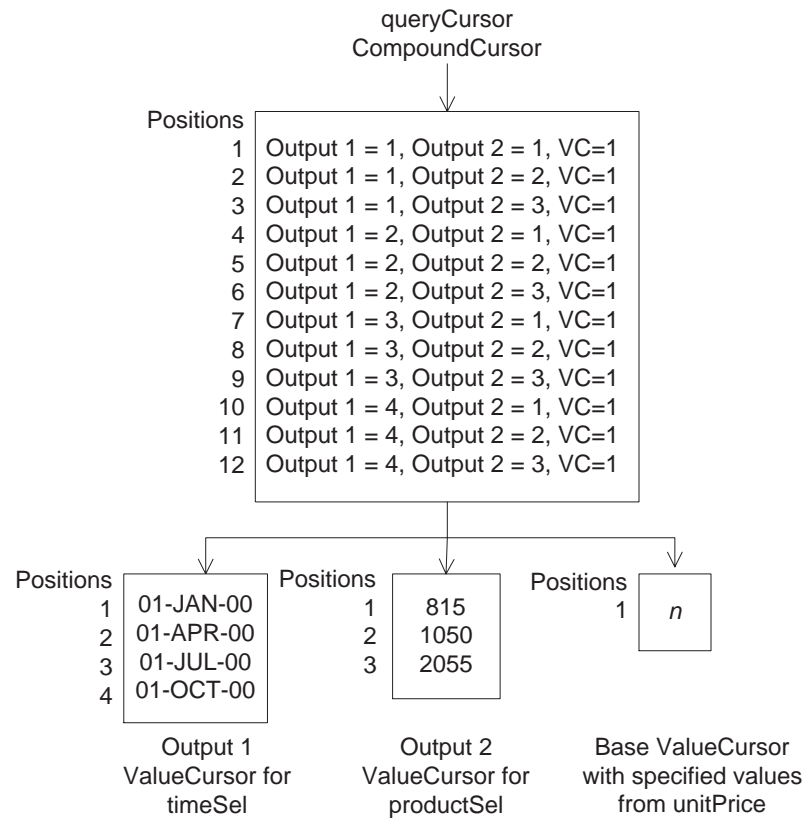 queryCursor
CompoundCursor
Positions
1 Output 1 = 1, Output 2 = 1, VC=1
2 Output 1 = 1, Output 2 = 2, VC=1
3 Output 1 = 1, Output 2 = 3, VC=1
4 Output 1 = 2, Output 2 = 1, VC=1
5 Output 1 = 2, Output 2 = 2, VC=1
6 Output 1 = 2, Output 2 = 3, VC=1
7 Output 1 = 3, Output 2 = 1, VC=1
8 Output 1 = 3, Output 2 = 2, VC=1
9 Output 1 = 3, Output 2 = 3, VC=1
10 Output 1 = 4, Output 2 = 1, VC=1
11 Output 1 = 4, Output 2 = 2, VC=1
12 Output 1 = 4, Output 2 = 3, VC=1
Positions
1 01-JAN-00
2 01-APR-00
3 01-JUL-00
4 01-OCT-00
Output 1
ValueCursor for
timeSel
Positions
1 815
2 1050
3 2055
Output 2
ValueCursor for
productSel
Positions
1 n
Base ValueCursor
with specified values
from unitPrice